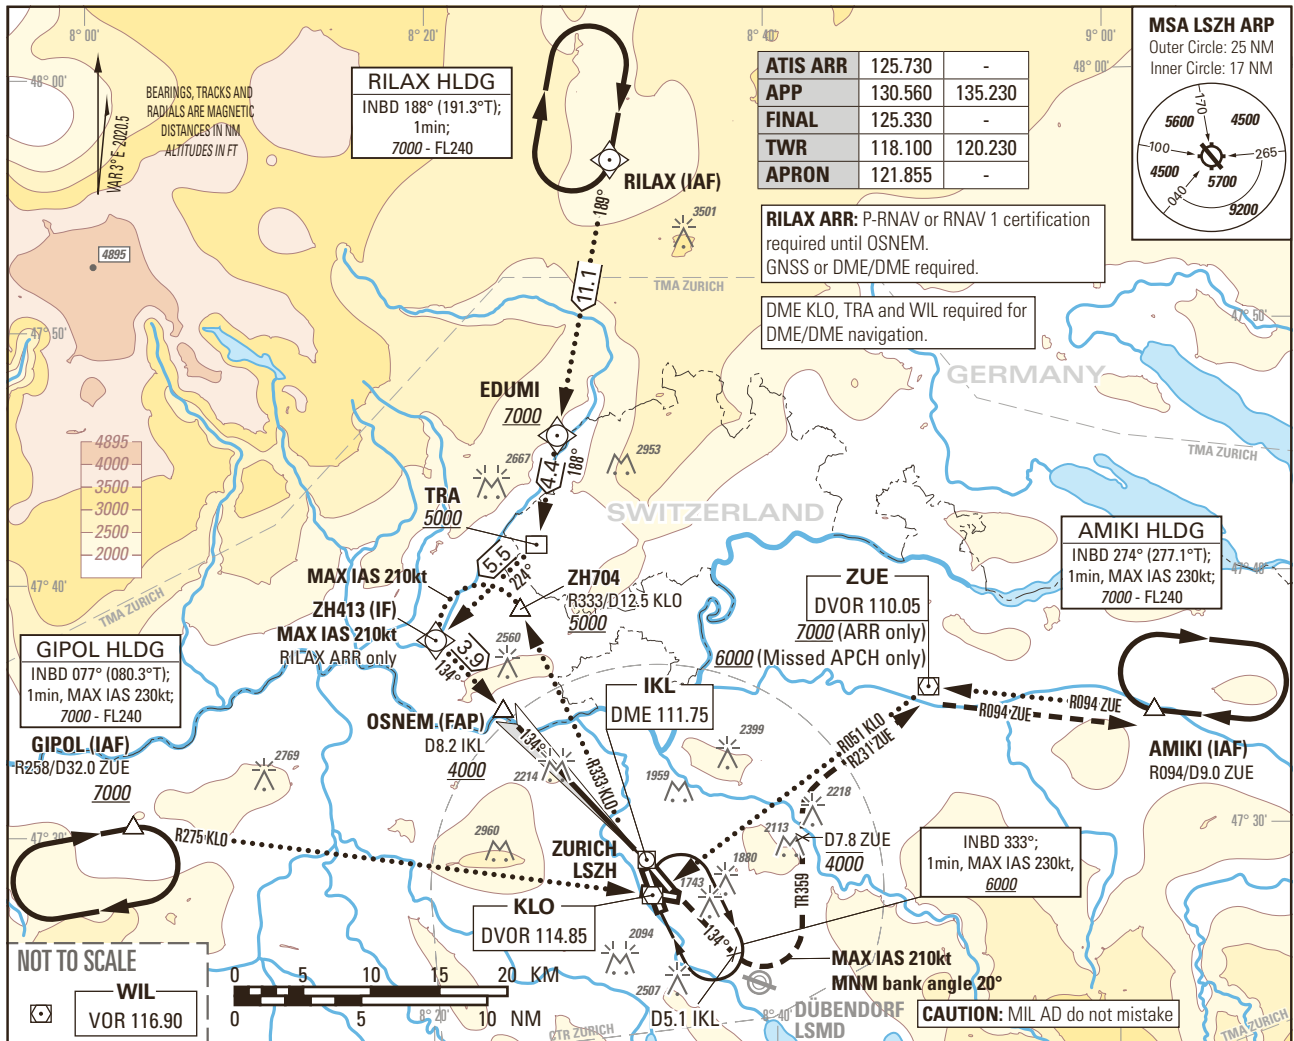 8° 00'
8° 20'
8° 40'
9° 00'
48° 00'
48° 00'
BEARINGS, TRACKS AND
RADIALS ARE MAGNETIC
DISTANCES IN NM
ALTITUDES IN FT
VAR 3° E 2020.5
RILAX HLDG
INBD 188° (191.3°T);
1min;
7000 - FL240
RILAX (IAF)
ATIS ARR 125.730 -
APP 130.560 135.230
FINAL 125.330 -
TWR 118.100 120.230
APRON 121.855 -
MSA LSZH ARP
Outer Circle: 25 NM
Inner Circle: 17 NM
170
5600
4500
100
265
4500
5700
040
9200
RILAX ARR: P-RNAV or RNAV 1 certification
required until OSNEM.
GNSS or DME/DME required.
DME KLO, TRA and WIL required for
DME/DME navigation.
189°
3501
4895
11.1
TMA ZURICH
47° 50'
47° 50'
GERMANY
EDUMI
7000
4895
4000
3500
3000
2500
2000
2667
4.4
188°
2953
TMA ZURICH
TRA
5000
SWITZERLAND
AMIKI HLDG
INBD 274° (277.1°T);
1min, MAX IAS 230kt;
7000 - FL240
47° 40'
47° 40'
TMA ZURICH
MAX IAS 210kt
5.5
224°
ZH704
R333/D12.5 KLO
5000
ZUE
DVOR 110.05
7000 (ARR only)
6000 (Missed APCH only)
ZH413 (IF)
MAX IAS 210kt
RILAX ARR only
3.9
134°
2560
GIPOL HLDG
INBD 077° (080.3°T);
1min, MAX IAS 230kt;
7000 - FL240
GIPOL (IAF)
R258/D32.0 ZUE
7000
OSNEM (FAP)
D8.2 IKL
4000
134°
2214
IKL
DME 111.75
R333 KLO
R051 KLO
R231 ZUE
R094 ZUE
R094 ZUE
AMIKI (IAF)
R094/D9.0 ZUE
2769
2399
1959
2218
R275 KLO
47° 30'
47° 30'
2960
ZURICH
LSZH
2113
D7.8 ZUE
4000
INBD 333°;
1min, MAX IAS 230kt,
6000
1880
1743
TR359
KLO
DVOR 114.85
134°
2094
2507
MAX IAS 210kt
MNM bank angle 20°
NOT TO SCALE
WIL
VOR 116.90
0 5 10 15 20 KM
0 5 10 NM
8° 20'
8° 40'
D5.1 IKL
DÜBENDORF
LSMD
CAUTION: MIL AD do not mistake
CTR ZURICH
TMA ZURICH